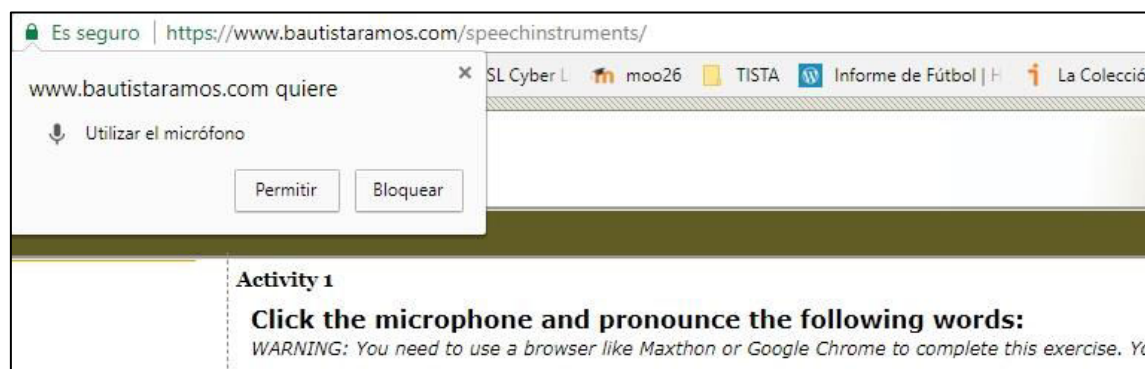 Es seguro | https://www.bautistaramos.com/speechinstruments/
www.bautistaramos.com quiere ×
SL Cyber L moo26 TISTA Informe de Fútbol | H La Colecció
Utilizar el micrófono
Permitir Bloquear
Activity 1
Click the microphone and pronounce the following words:
WARNING: You need to use a browser like Maxthon or Google Chrome to complete this exercise. Yo